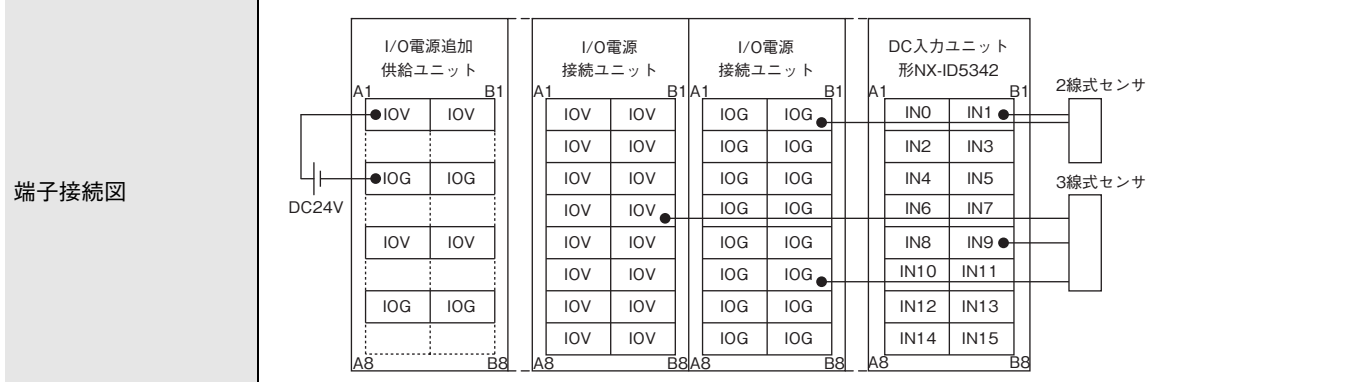 端子接続図
I/O電源追加
供給ユニット
A1 B1
IOV IOV
IOG IOG
IOV IOV
IOG IOG
A8 B8
DC24V
I/O電源
接続ユニット
A1 B1
IOV IOV
IOV IOV
IOV IOV
IOV IOV
IOV IOV
IOV IOV
IOV IOV
IOV IOV
A8 B8
I/O電源
接続ユニット
A1 B1
IOG IOG
IOG IOG
IOG IOG
IOG IOG
IOG IOG
IOG IOG
IOG IOG
IOG IOG
A8 B8
DC入力ユニット
形NX-ID5342
A1 B1
IN0 IN1
IN2 IN3
IN4 IN5
IN6 IN7
IN8 IN9
IN10 IN11
IN12 IN13
IN14 IN15
A8 B8
2線式センサ
3線式センサ